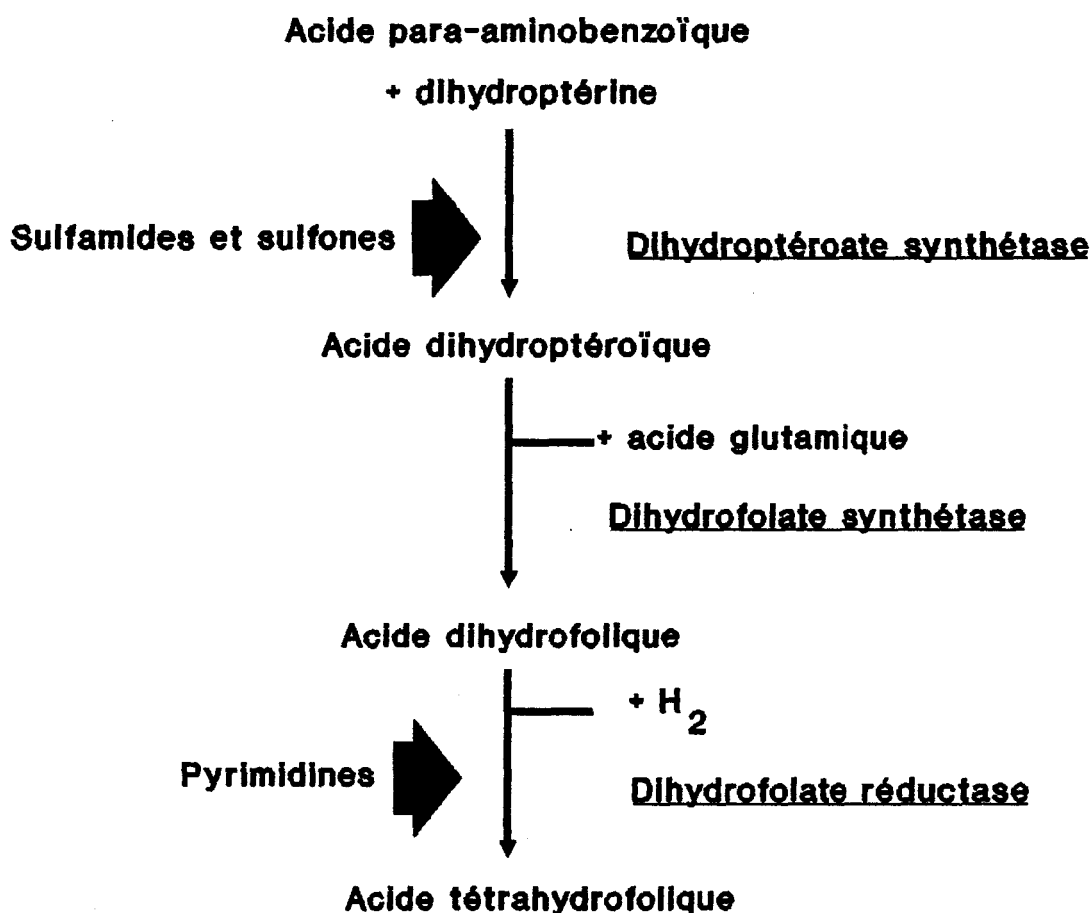 Acide para-aminobenzoïque
+ dihydroptérine
Sulfamides et sulfones
Dihydroptéroate synthétase
Acide dihydroptéroïque
+ acide glutamique
Dihydrofolate synthétase
Acide dihydrofolique
+ H2
Pyrimidines
Dihydrofolate réductase
Acide tétrahydrofolique